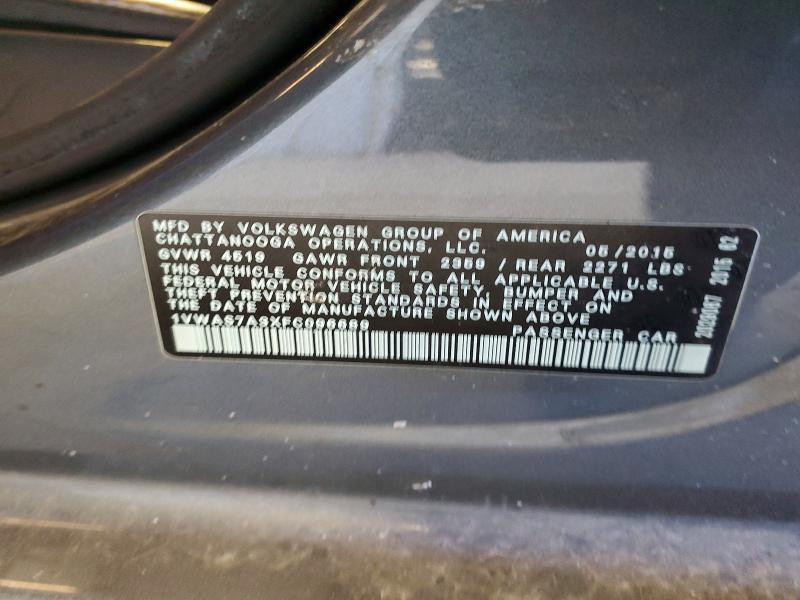 MFD BY VOLKSWAGEN GROUP OF AMERICA
CHATTANOOGA OPERATIONS, LLC. 05/2015
GVWR 4519 GAWR FRONT 2359 / REAR 2271 LBS
THIS VEHICLE CONFORMS TO ALL APPLICABLE U.S.
FEDERAL MOTOR VEHICLE SAFETY, BUMPER AND
THEFT PREVENTION STANDARDS IN EFFECT ON
THE DATE OF MANUFACTURE SHOWN ABOVE
PASSENGER CAR
2015 02